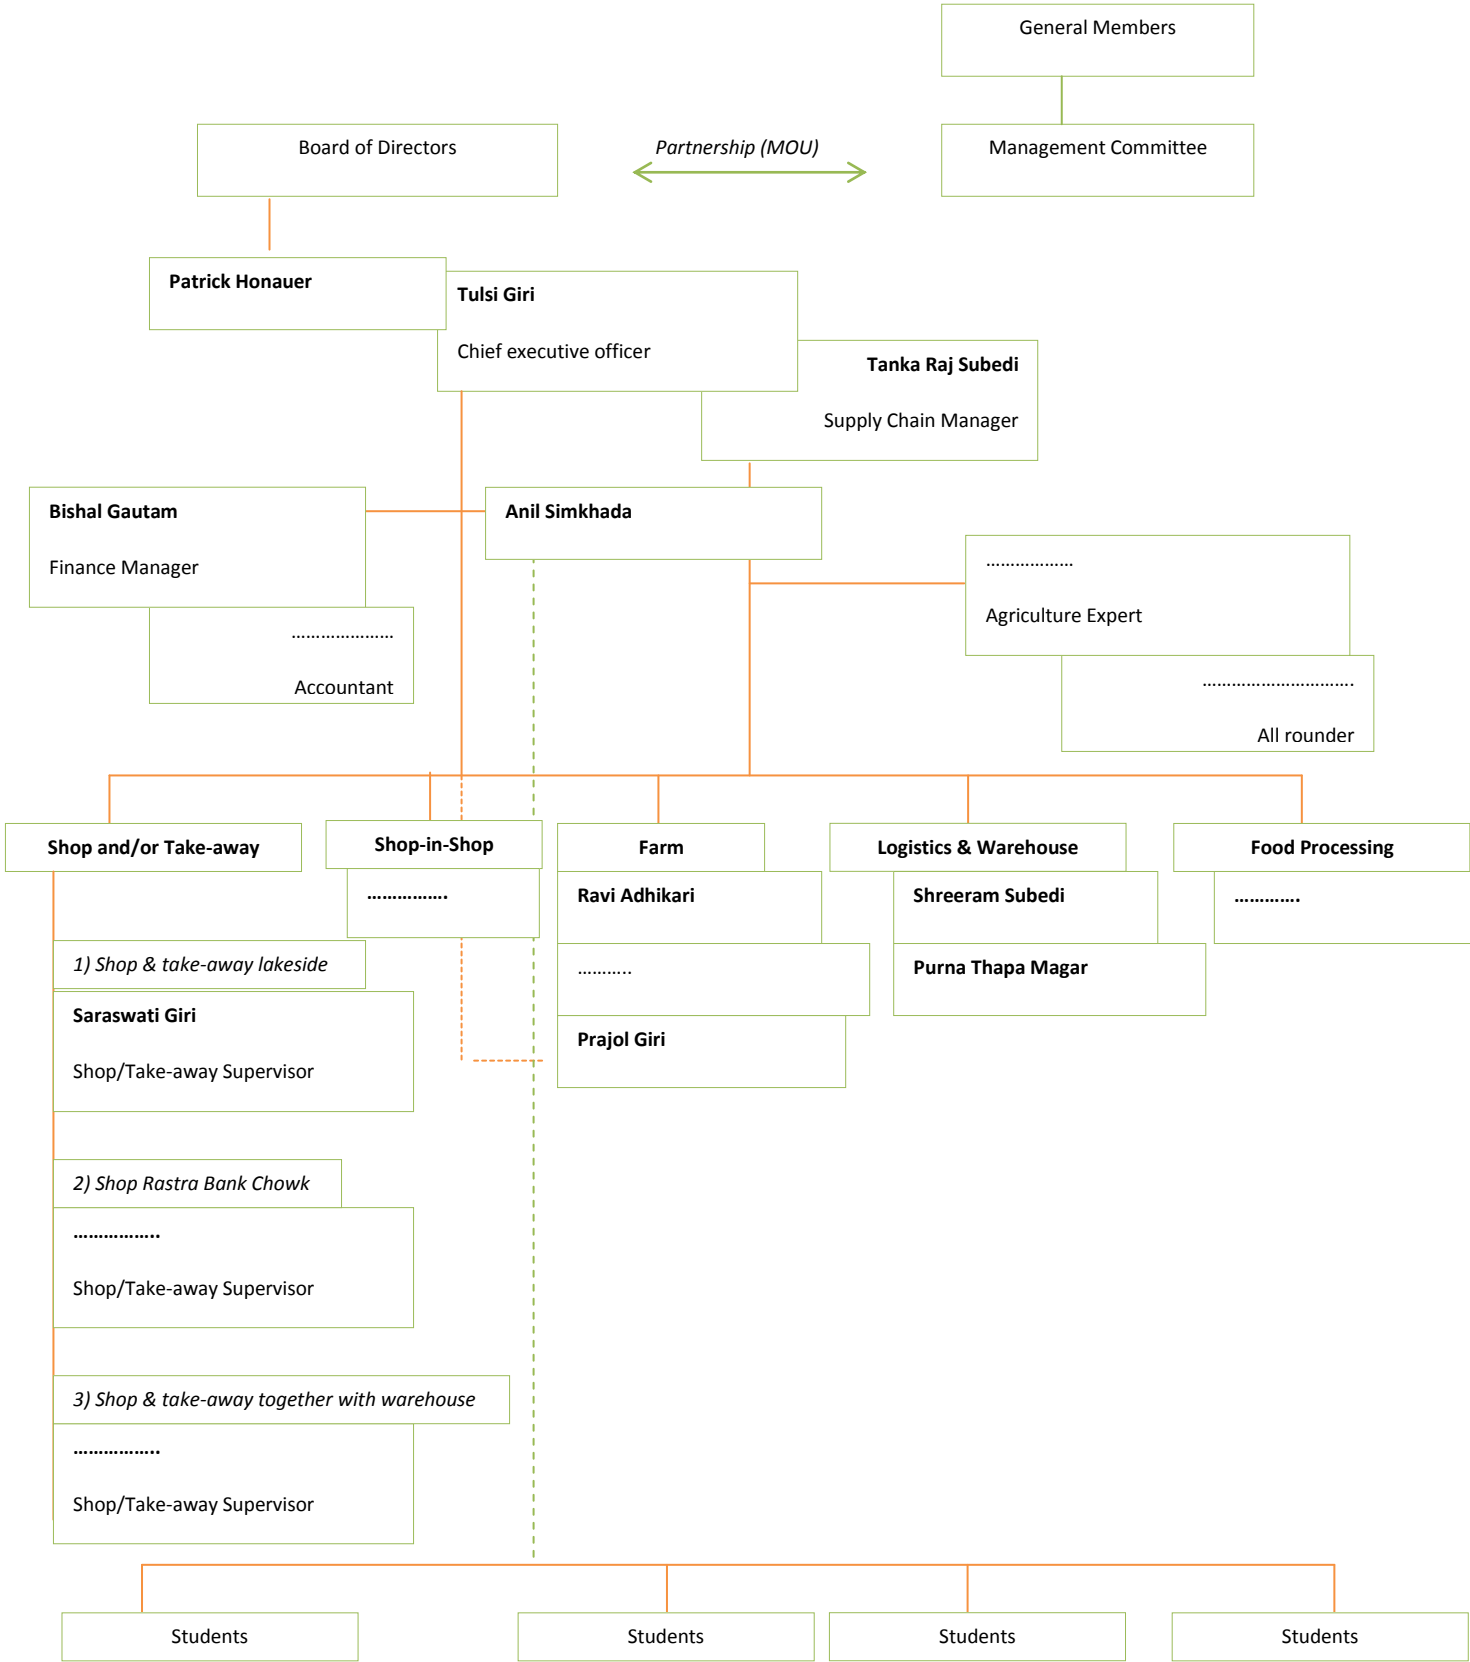 General Members
Board of Directors
Partnership (MOU)
Management Committee
Patrick Honauer
Tulsi Giri
Chief executive officer
Tanka Raj Subedi
Supply Chain Manager
Bishal Gautam
Finance Manager
…………………
Accountant
Anil Simkhada
………………
Agriculture Expert
………………………….
All rounder
Shop and/or Take-away
Shop-in-Shop
…………….
Farm
Ravi Adhikari
………..
Prajol Giri
Logistics & Warehouse
Shreeram Subedi
Purna Thapa Magar
Food Processing
………….
1) Shop & take-away lakeside
Saraswati Giri
Shop/Take-away Supervisor
2) Shop Rastra Bank Chowk
……………..
Shop/Take-away Supervisor
3) Shop & take-away together with warehouse
……………..
Shop/Take-away Supervisor
Students
Students
Students
Students